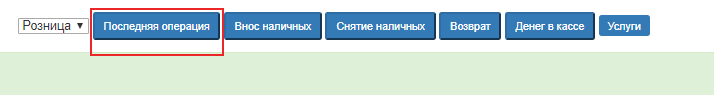 Розница Последняя операция Внос наличных Снятие наличных Возврат Денег в кассе Услуги